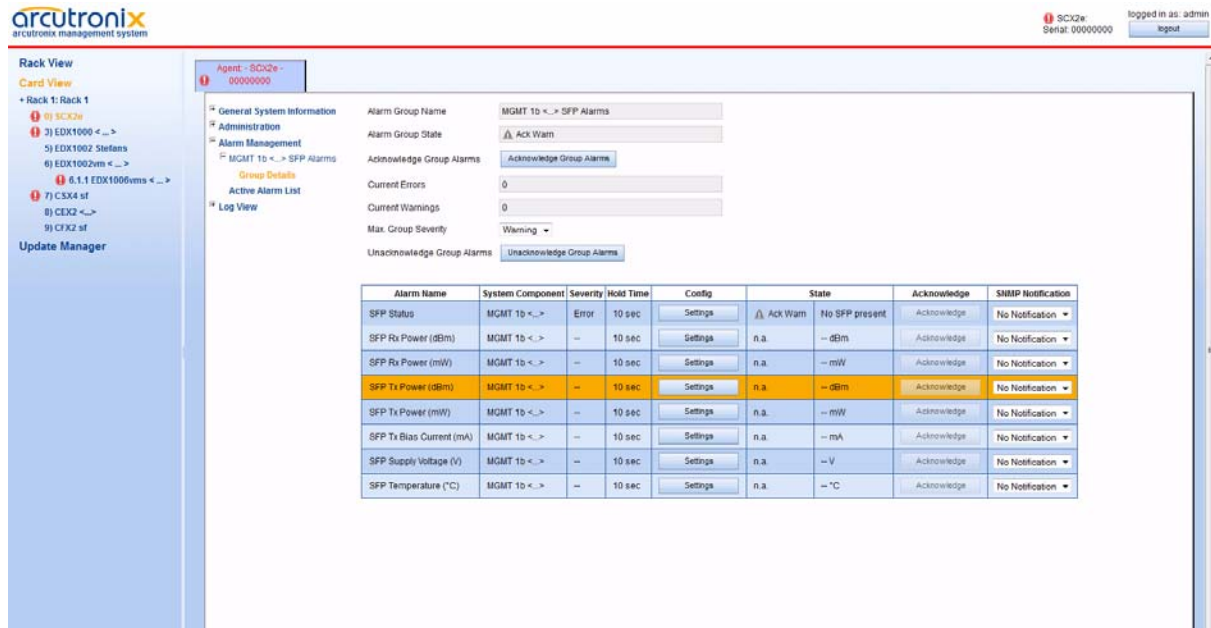 arcutronix
arcutronix management system
SCX2e:
Serial: 00000000
logged in as: admin
logout
Rack View
Card View
+ Rack 1: Rack 1
0) SCX2e
3) EDX1000 < ... >
5) EDX1002 Stefans
6) EDX1002vm < ... >
6.1.1 EDX1006vms < ... >
7) CSX4 sf
8) CEX2 <...>
9) CFX2 sf
Update Manager
Agent: - SCX2e -
00000000
General System Information
Administration
Alarm Management
MGMT 1b <...> SFP Alarms
Group Details
Active Alarm List
Log View
Alarm Group Name MGMT 1b <...> SFP Alarms
Alarm Group State Ack Warn
Acknowledge Group Alarms Acknowledge Group Alarms
Current Errors 0
Current Warnings 0
Max. Group Severity Warning
Unacknowledge Group Alarms Unacknowledge Group Alarms
Alarm Name System Component Severity Hold Time Config State Acknowledge SNMP Notification
SFP Status MGMT 1b <...> Error 10 sec Settings Ack Warn No SFP present Acknowledge No Notification
SFP Rx Power (dBm) MGMT 1b <...> -- 10 sec Settings n.a. -- dBm Acknowledge No Notification
SFP Rx Power (mW) MGMT 1b <...> -- 10 sec Settings n.a. -- mW Acknowledge No Notification
SFP Tx Power (dBm) MGMT 1b <...> -- 10 sec Settings n.a. -- dBm Acknowledge No Notification
SFP Tx Power (mW) MGMT 1b <...> -- 10 sec Settings n.a. -- mW Acknowledge No Notification
SFP Tx Bias Current (mA) MGMT 1b <...> -- 10 sec Settings n.a. -- mA Acknowledge No Notification
SFP Supply Voltage (V) MGMT 1b <...> -- 10 sec Settings n.a. -- V Acknowledge No Notification
SFP Temperature (°C) MGMT 1b <...> -- 10 sec Settings n.a. -- °C Acknowledge No Notification